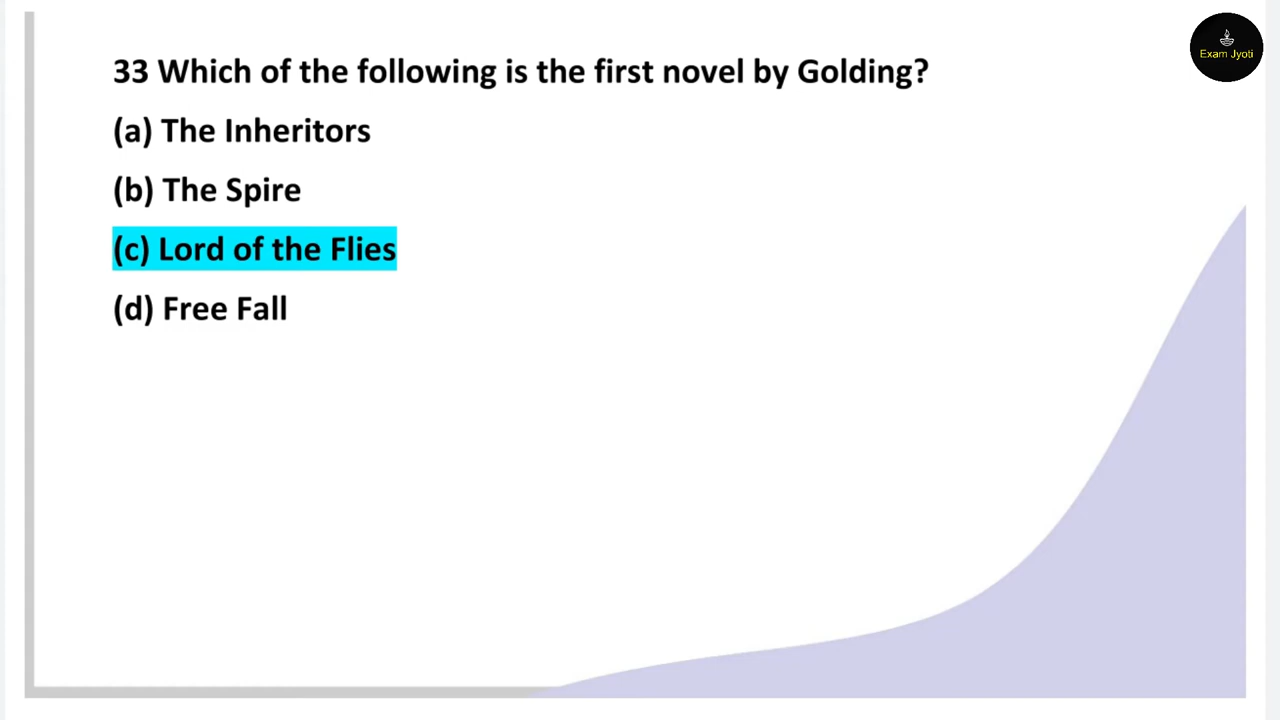 Exam Jyoti
33 Which of the following is the first novel by Golding?
(a) The Inheritors
(b) The Spire
(c) Lord of the Flies
(d) Free Fall